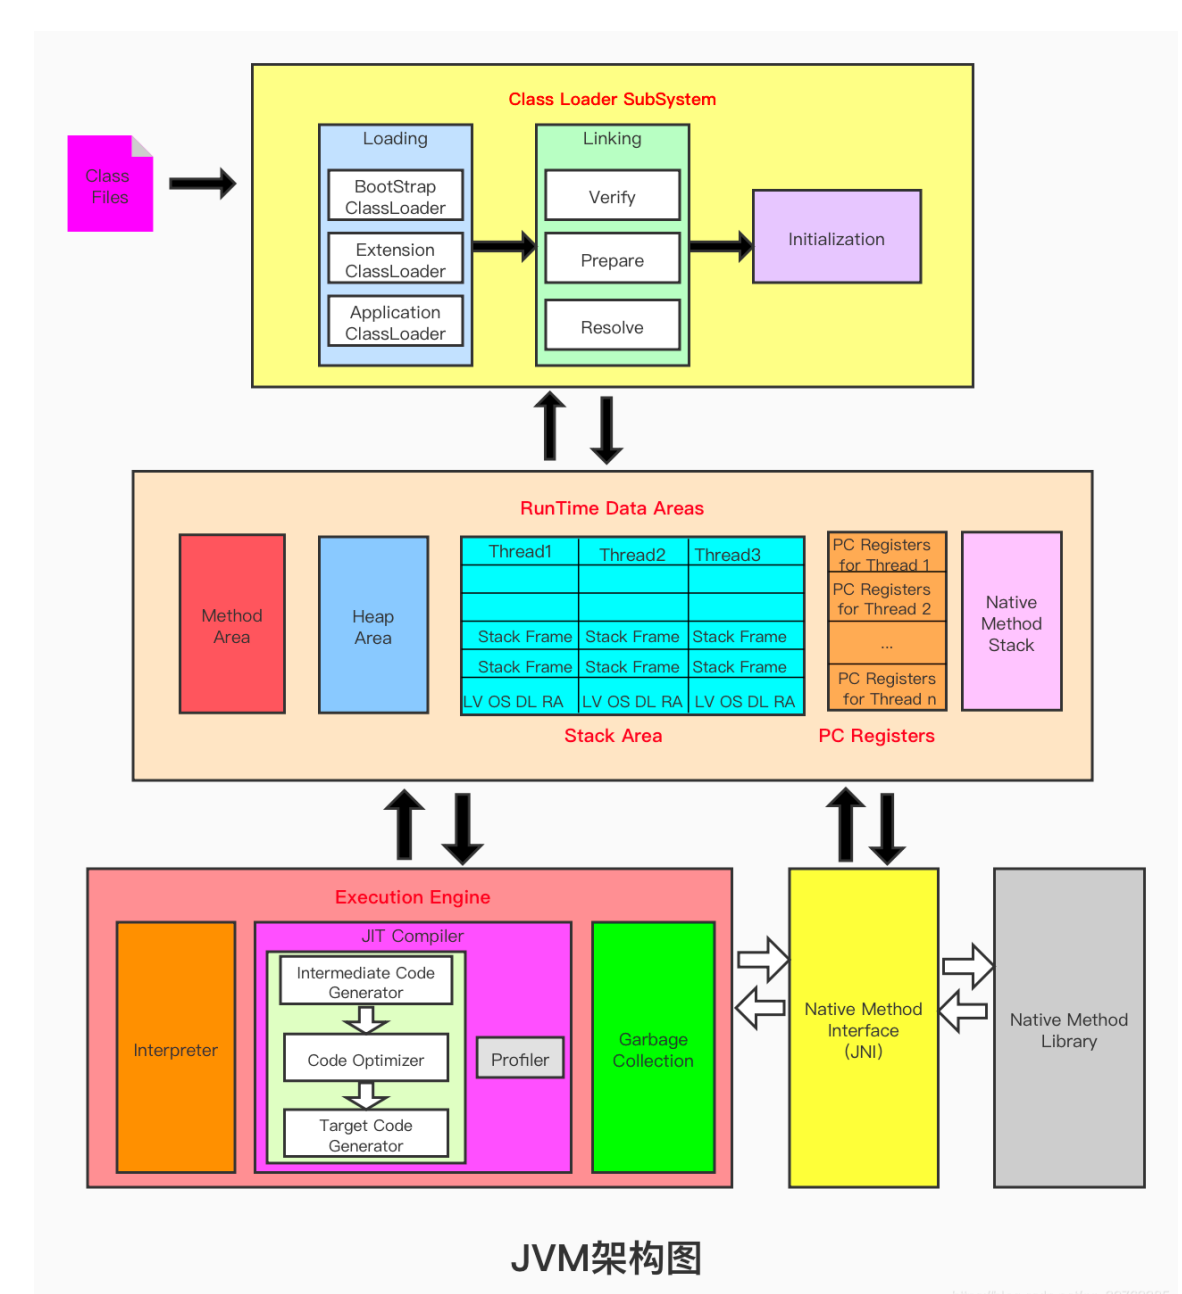 Class Loader SubSystem
Class
Files
Loading
BootStrap
ClassLoader
Extension
ClassLoader
Application
ClassLoader
Linking
Verify
Prepare
Resolve
Initialization
RunTime Data Areas
Method
Area
Heap
Area
Thread1
Thread2
Thread3
Stack Frame
Stack Frame
Stack Frame
Stack Frame
Stack Frame
Stack Frame
LV OS DL RA
LV OS DL RA
LV OS DL RA
Stack Area
PC Registers
for Thread 1
PC Registers
for Thread 2
...
PC Registers
for Thread n
PC Registers
Native
Method
Stack
Execution Engine
Interpreter
JIT Compiler
Intermediate Code
Generator
Code Optimizer
Target Code
Generator
Profiler
Garbage
Collection
Native Method
Interface
(JNI)
Native Method
Library
JVM架构图